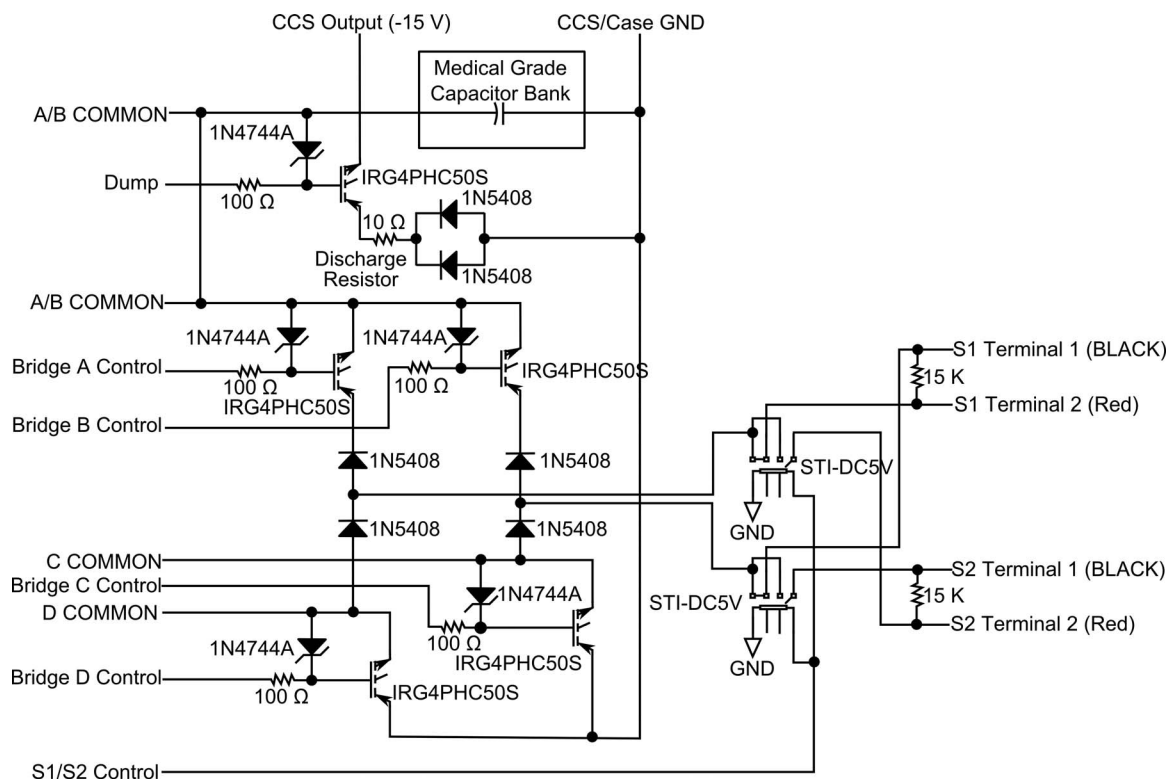 CCS Output (-15 V)
CCS/Case GND
Medical Grade
Capacitor Bank
A/B COMMON
1N4744A
Dump
100 Ω
IRG4PHC50S
1N5408
10 Ω
Discharge
Resistor
1N5408
A/B COMMON
1N4744A
1N4744A
Bridge A Control
100 Ω
IRG4PHC50S
100 Ω
IRG4PHC50S
Bridge B Control
S1 Terminal 1 (BLACK)
15 K
S1 Terminal 2 (Red)
1N5408
1N5408
STI-DC5V
GND
1N5408
1N5408
C COMMON
Bridge C Control
1N4744A
D COMMON
100 Ω
IRG4PHC50S
1N4744A
Bridge D Control
100 Ω
IRG4PHC50S
STI-DC5V
GND
S2 Terminal 1 (BLACK)
15 K
S2 Terminal 2 (Red)
S1/S2 Control